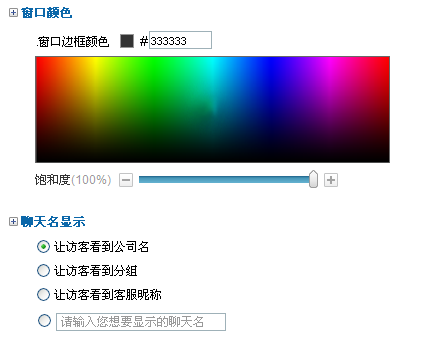 窗口颜色
窗口边框颜色 # 333333
饱和度(100%)
聊天名显示
让访客看到公司名
让访客看到分组
让访客看到客服昵称
请输入您想要显示的聊天名